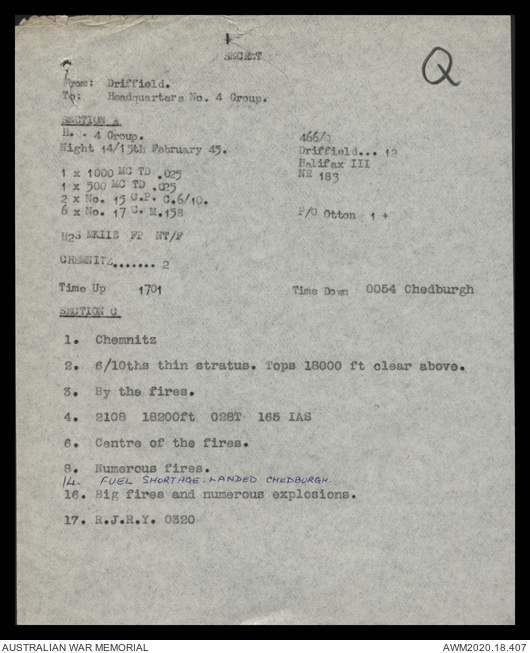 SECRET
Q
From: Driffield.
To: Headquarters No. 4 Group.
SECTION A
H.Q. 4 Group.
Night 14/15th February 45.
466/Q
Driffield... 12
Halifax III
NR 183
1 x 1000 MC TD .025
1 x 500 MC TD .025
2 x No. 15 C.P. C.6/10.
6 x No. 17 C. M.158
P/O Otton 1 +
H2S MKIIB FP NT/F
CHEMNITZ....... 2
Time Up 1701
Time Down 0054 Chedburgh
SECTION C
1. Chemnitz
2. 6/10ths thin stratus. Tops 18000 ft clear above.
3. By the fires.
4. 2108 18200ft 028T 165 IAS
6. Centre of the fires.
8. Numerous fires.
14. FUEL SHORTAGE. LANDED CHEDBURGH.
16. Big fires and numerous explosions.
17. R.J.R.Y. 0320
AUSTRALIAN WAR MEMORIAL
AWM2020.18.407